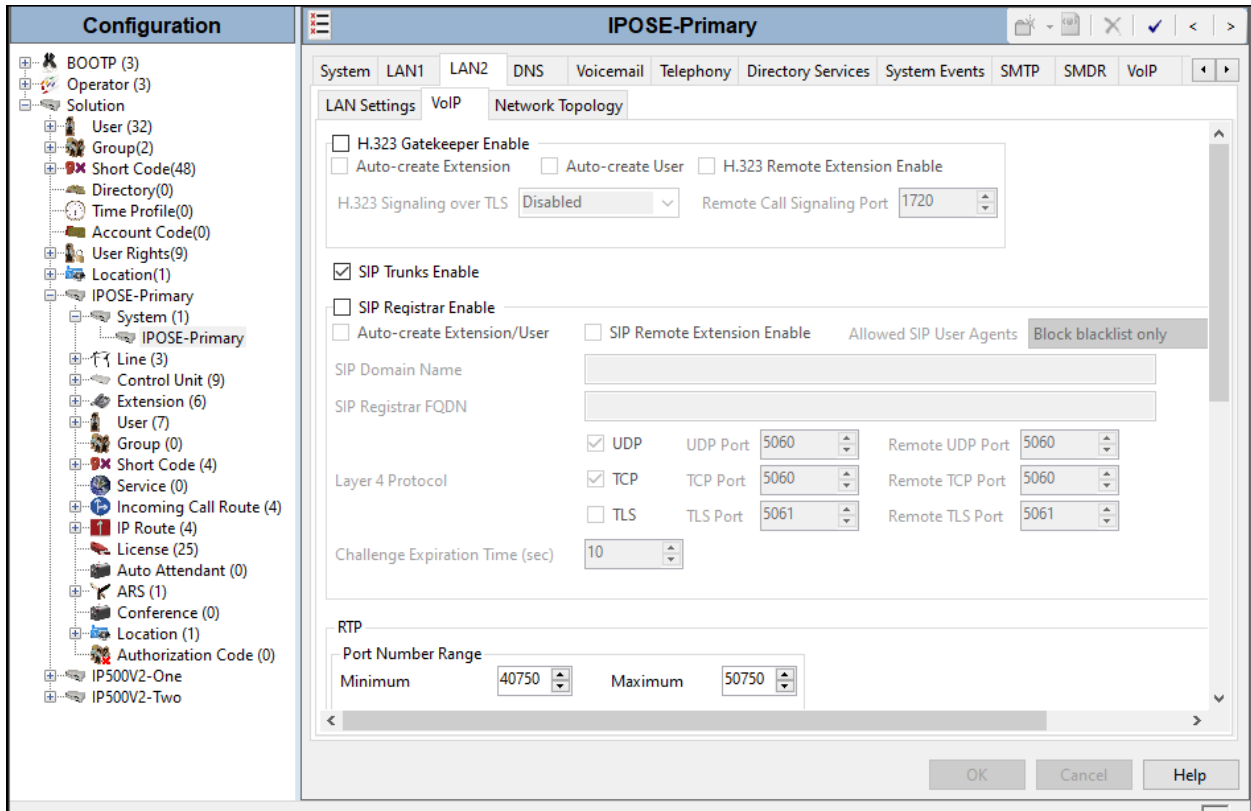 Configuration
BOOTP (3)
Operator (3)
Solution
User (32)
Group(2)
Short Code(48)
Directory(0)
Time Profile(0)
Account Code(0)
User Rights(9)
Location(1)
IPOSE-Primary
System (1)
IPOSE-Primary
Line (3)
Control Unit (9)
Extension (6)
User (7)
Group (0)
Short Code (4)
Service (0)
Incoming Call Route (4)
IP Route (4)
License (25)
Auto Attendant (0)
ARS (1)
Conference (0)
Location (1)
Authorization Code (0)
IP500V2-One
IP500V2-Two
IPOSE-Primary
System LAN1 LAN2 DNS Voicemail Telephony Directory Services System Events SMTP SMDR VoIP
LAN Settings VoIP Network Topology
H.323 Gatekeeper Enable
Auto-create Extension Auto-create User H.323 Remote Extension Enable
H.323 Signaling over TLS Disabled Remote Call Signaling Port 1720
SIP Trunks Enable
SIP Registrar Enable
Auto-create Extension/User SIP Remote Extension Enable Allowed SIP User Agents Block blacklist only
SIP Domain Name
SIP Registrar FQDN
UDP UDP Port 5060 Remote UDP Port 5060
Layer 4 Protocol TCP TCP Port 5060 Remote TCP Port 5060
TLS TLS Port 5061 Remote TLS Port 5061
Challenge Expiration Time (sec) 10
RTP
Port Number Range
Minimum 40750 Maximum 50750
OK Cancel Help